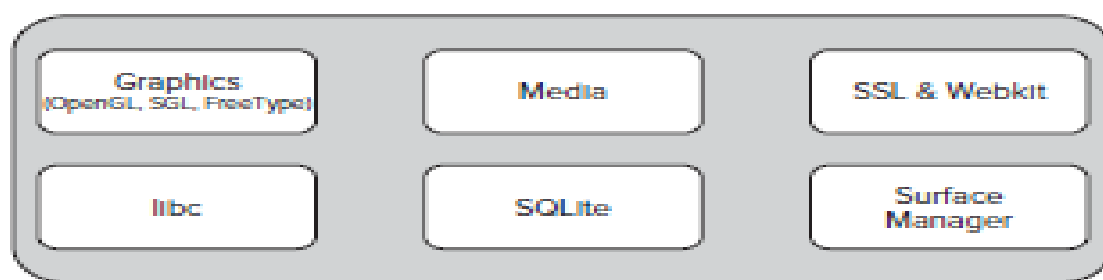 Graphics
(OpenGL, SGL, FreeType)
Media
SSL & Webkit
libc
SQLite
Surface
Manager